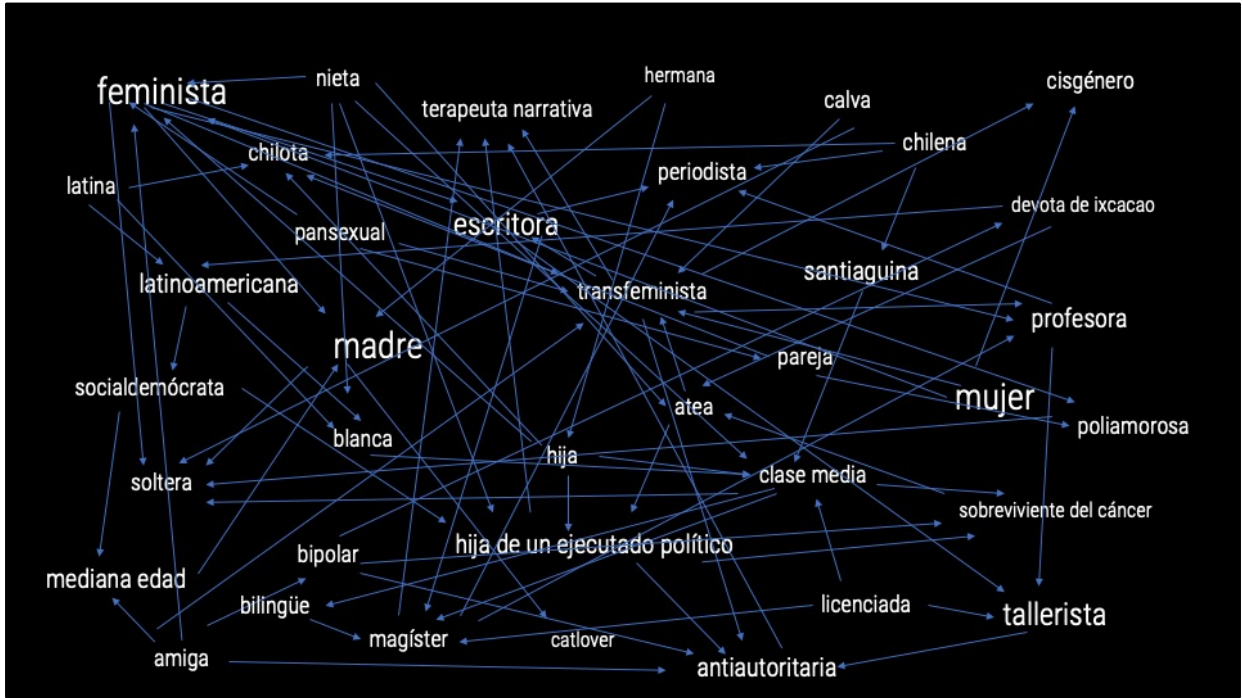 feminista
nieta
hermana
cisgénero
terapeuta narrativa
calva
chilota
chilena
latina
periodista
pansexual
escritora
devota de ixcacao
latinoamericana
transfeminista
santiaguina
profesora
madre
pareja
socialdemócrata
atea
mujer
blanca
hija
poliamorosa
soltera
clase media
sobreviviente del cáncer
bipolar
hija de un ejecutado político
mediana edad
bilingüe
licenciada
tallerista
magíster
catlover
amiga
antiautoritaria